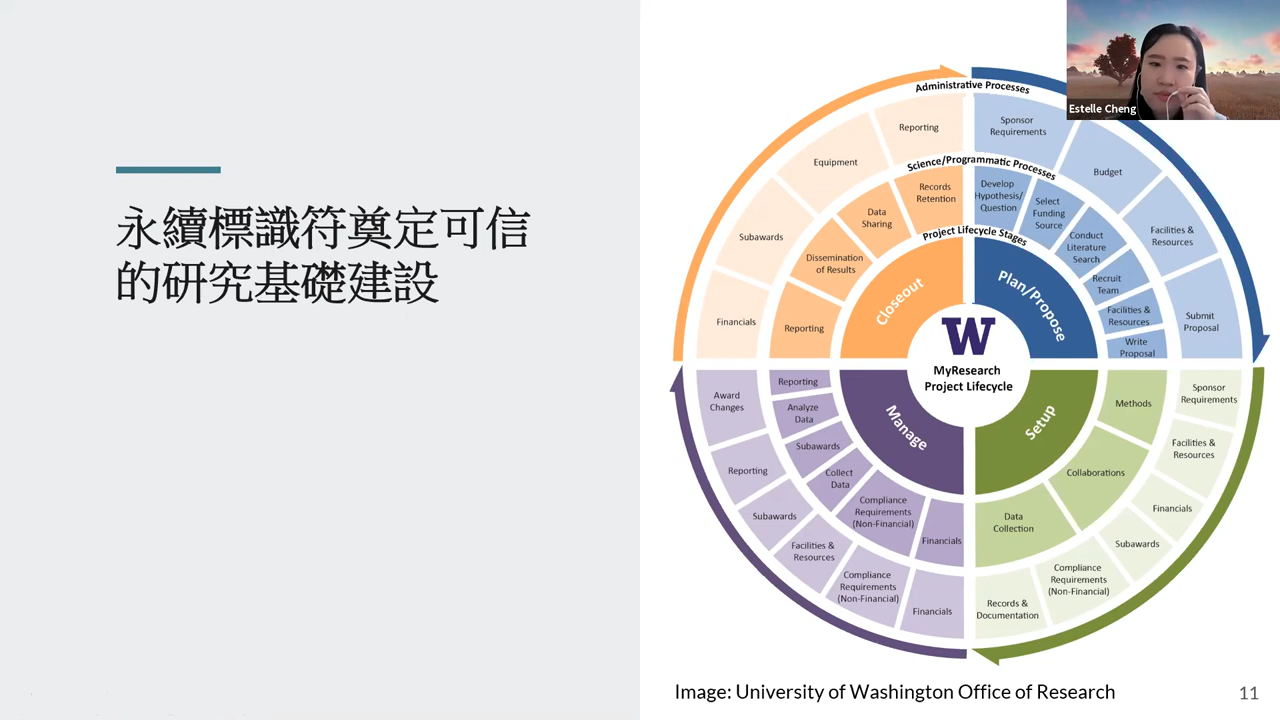 永續標識符奠定可信
的研究基礎建設
Estelle Cheng
Administrative Processes
Reporting
Equipment
Subawards
Financials
Sponsor
Requirements
Budget
Facilities &
Resources
Submit
Proposal
Science/Programmatic Processes
Records
Retention
Data
Sharing
Dissemination
of Results
Reporting
Develop
Hypothesis/
Question
Select
Funding
Source
Conduct
Literature
Search
Recruit
Team
Facilities &
Resources
Write
Proposal
Project Lifecycle Stages
Closeout
Plan/Propose
W
MyResearch
Project Lifecycle
Manage
Setup
Reporting
Analyze
Data
Subawards
Collect
Data
Compliance
Requirements
(Non-Financial)
Financials
Methods
Collaborations
Data
Collection
Award
Changes
Reporting
Subawards
Facilities &
Resources
Compliance
Requirements
(Non-Financial)
Financials
Sponsor
Requirements
Facilities &
Resources
Financials
Subawards
Compliance
Requirements
(Non-Financial)
Records &
Documentation
Image: University of Washington Office of Research
11